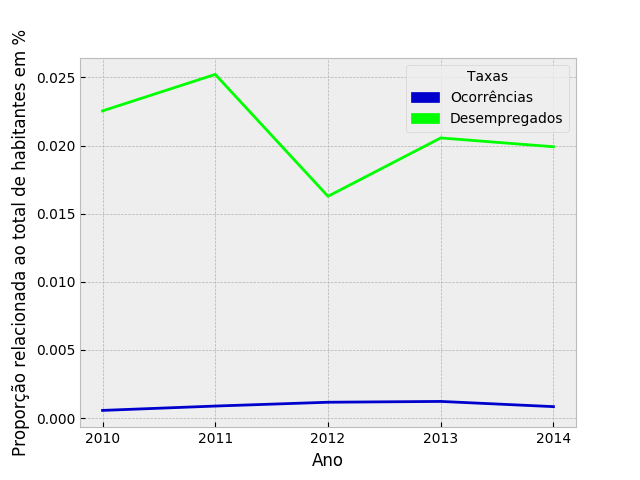 Proporção relacionada ao total de habitantes em %
0.025
0.020
0.015
0.010
0.005
0.000
Taxas
Ocorrências
Desempregados
2010 2011 2012 2013 2014
Ano